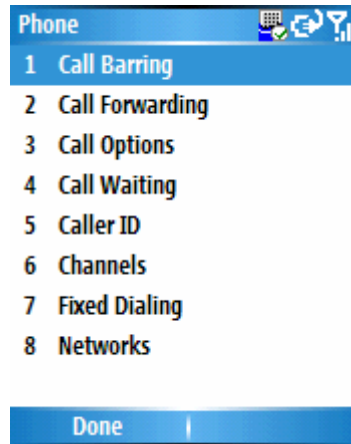 Phone
1 Call Barring
2 Call Forwarding
3 Call Options
4 Call Waiting
5 Caller ID
6 Channels
7 Fixed Dialing
8 Networks
Done